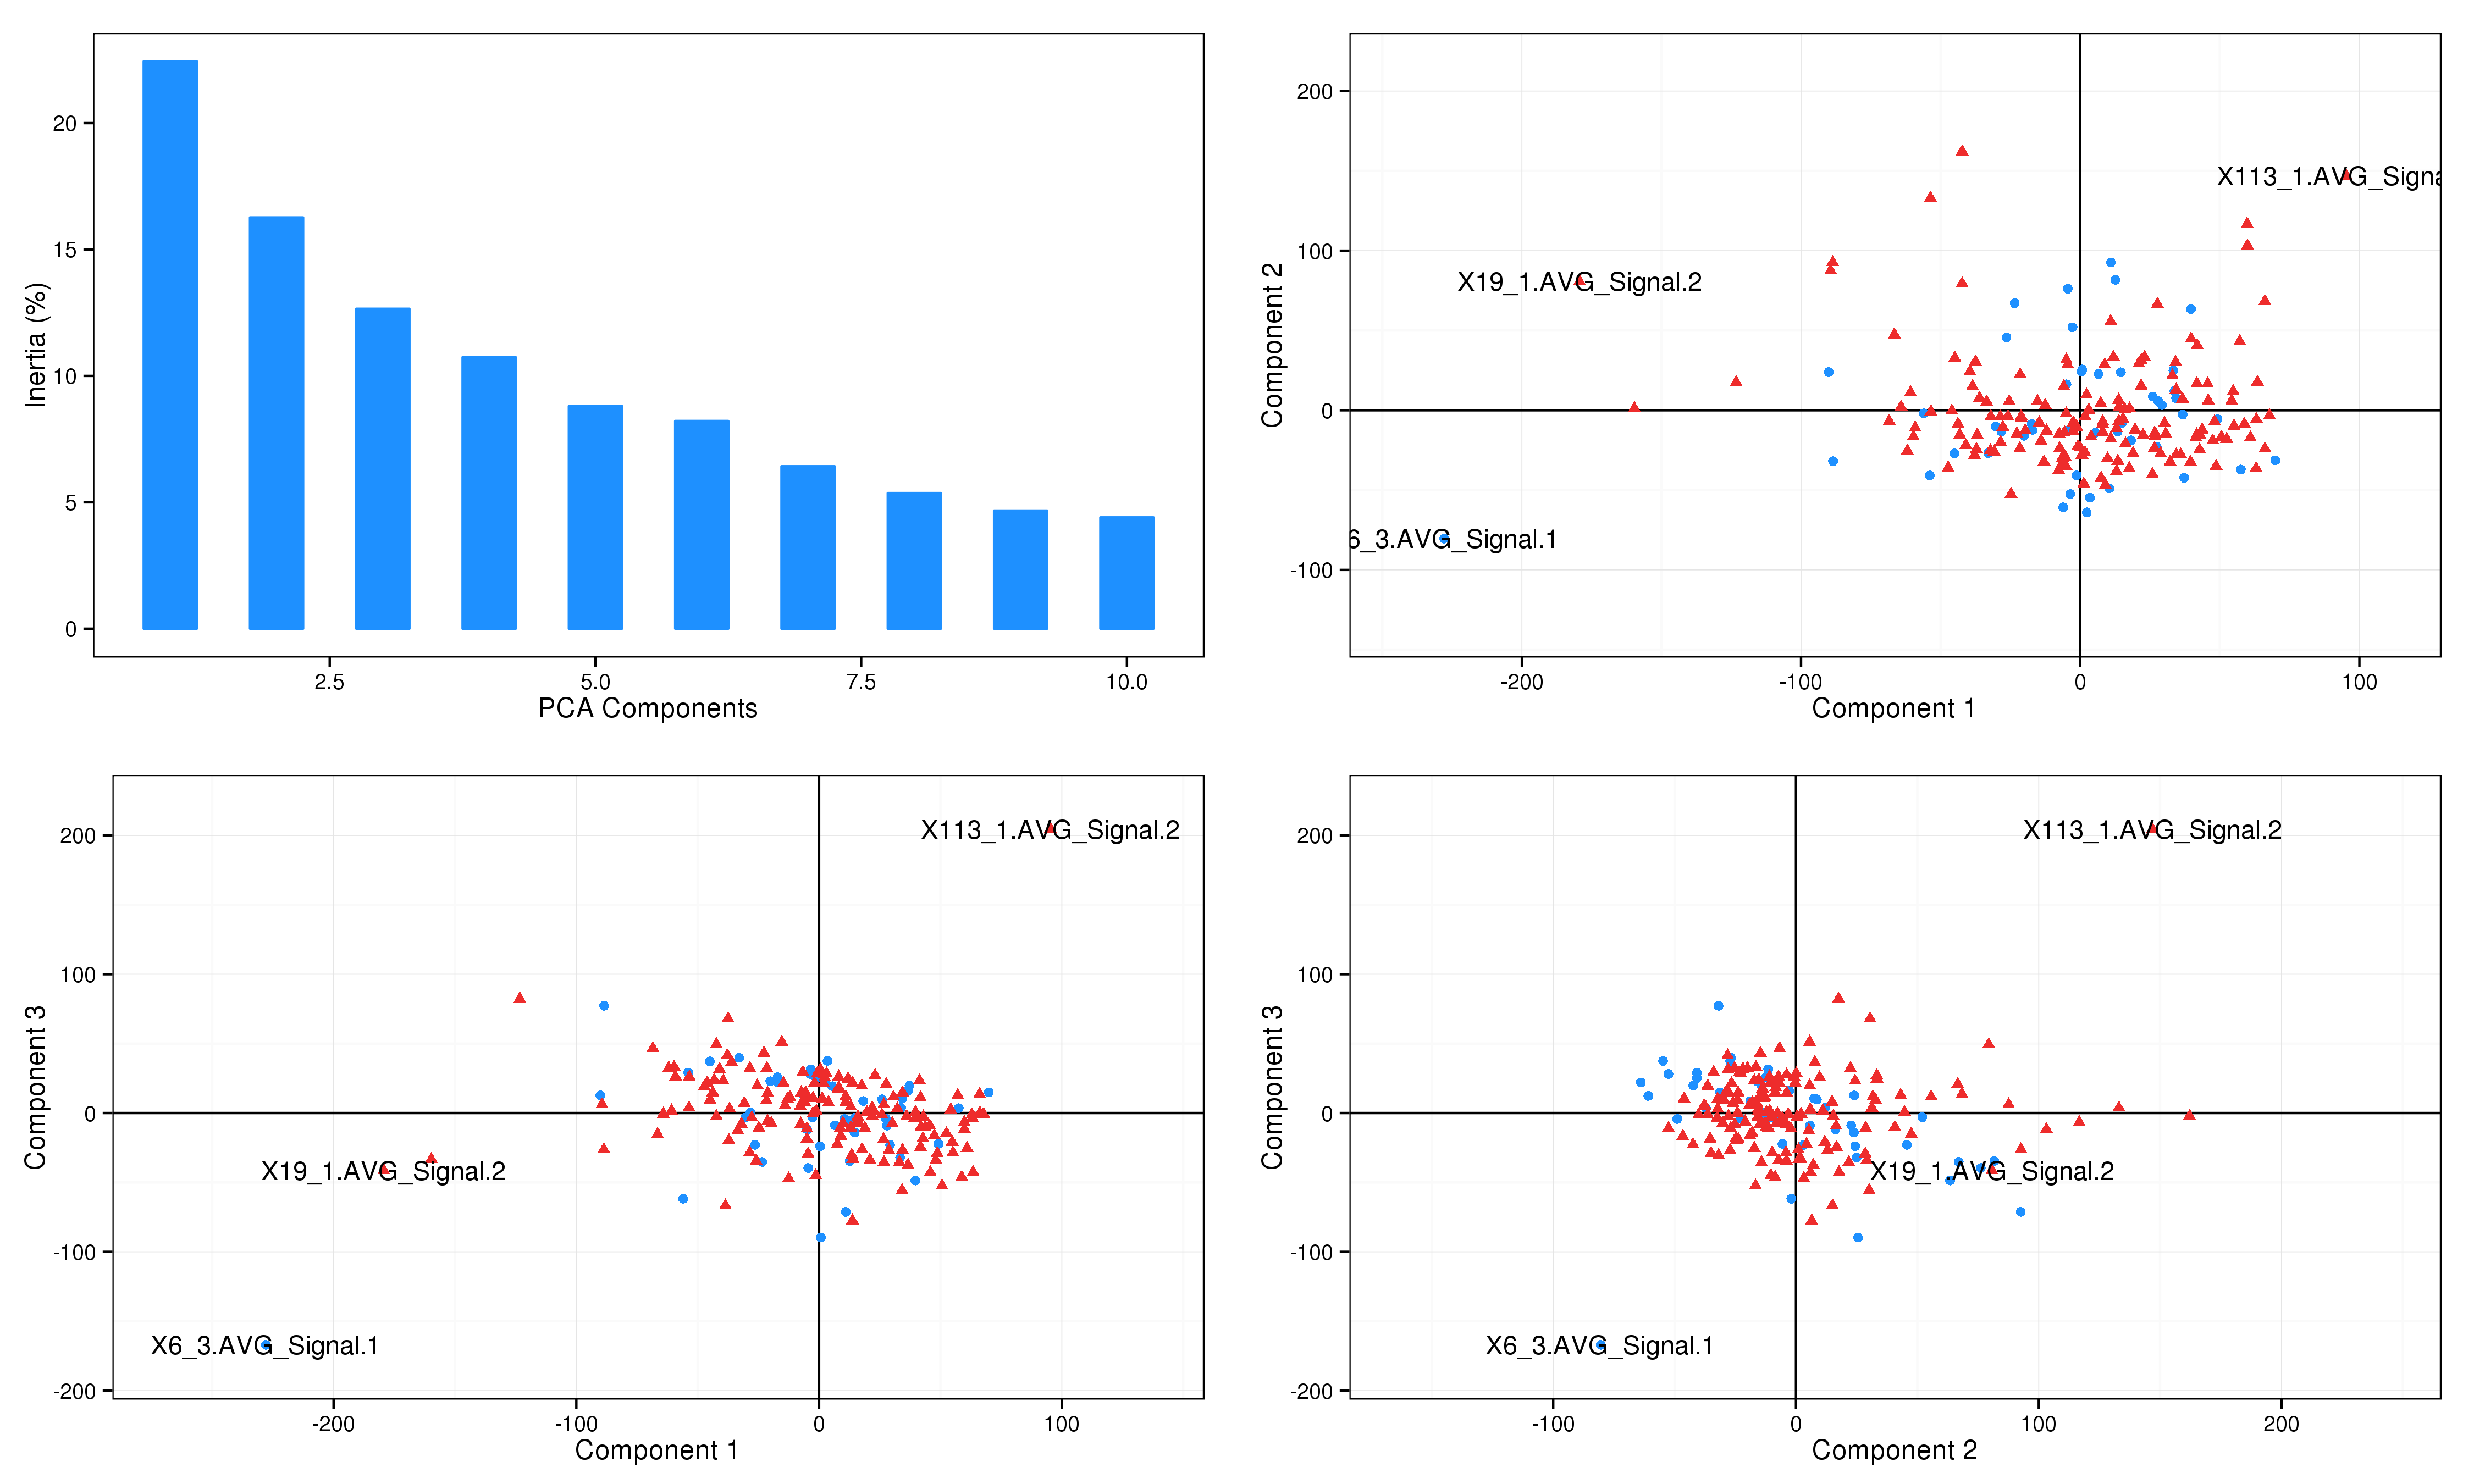 20
15
10
5
0
Inertia (%)
2.5 5.0 7.5 10.0
PCA Components
200
100
0
-100
Component 2
X113_1.AVG_Signa
X19_1.AVG_Signal.2
6_3.AVG_Signal.1
-200 -100 0 100
Component 1
200
100
0
-100
-200
Component 3
X113_1.AVG_Signal.2
X19_1.AVG_Signal.2
X6_3.AVG_Signal.1
-200 -100 0 100
Component 1
200
100
0
-100
-200
Component 3
X113_1.AVG_Signal.2
X19_1.AVG_Signal.2
X6_3.AVG_Signal.1
-100 0 100 200
Component 2